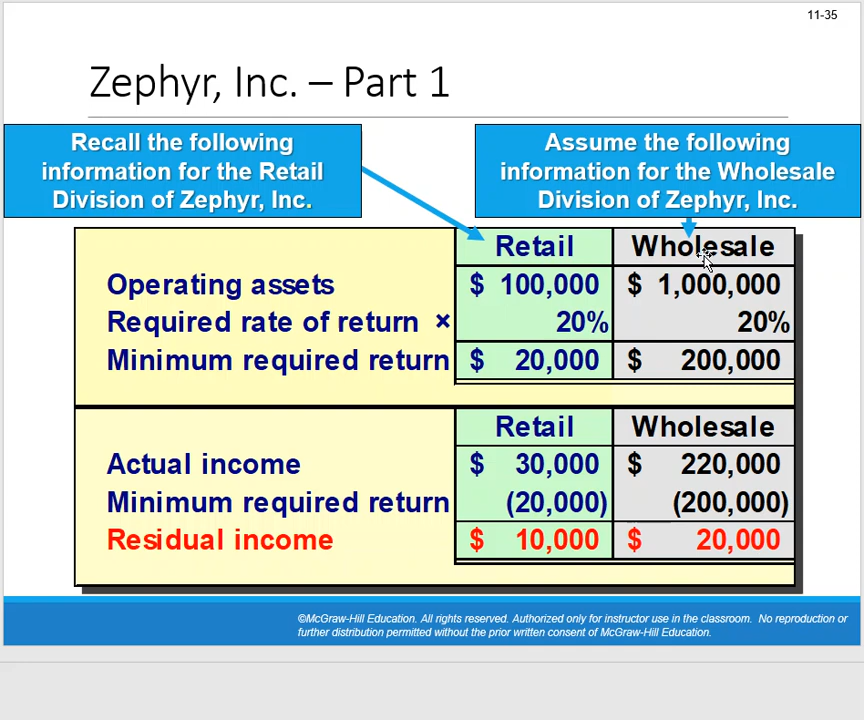 11-35
Zephyr, Inc. – Part 1
Recall the following
information for the Retail
Division of Zephyr, Inc.
Assume the following
information for the Wholesale
Division of Zephyr, Inc.
Retail Wholesale
Operating assets $ 100,000 $ 1,000,000
Required rate of return × 20% 20%
Minimum required return $ 20,000 $ 200,000
Retail Wholesale
Actual income $ 30,000 $ 220,000
Minimum required return (20,000) (200,000)
Residual income $ 10,000 $ 20,000
©McGraw-Hill Education. All rights reserved. Authorized only for instructor use in the classroom. No reproduction or
further distribution permitted without the prior written consent of McGraw-Hill Education.